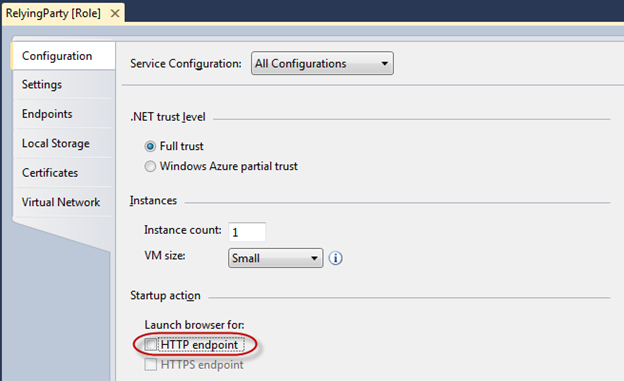 RelyingParty [Role]
Configuration
Settings
Endpoints
Local Storage
Certificates
Virtual Network
Service Configuration: All Configurations
.NET trust level
Full trust
Windows Azure partial trust
Instances
Instance count: 1
VM size: Small
Startup action
Launch browser for:
HTTP endpoint
HTTPS endpoint